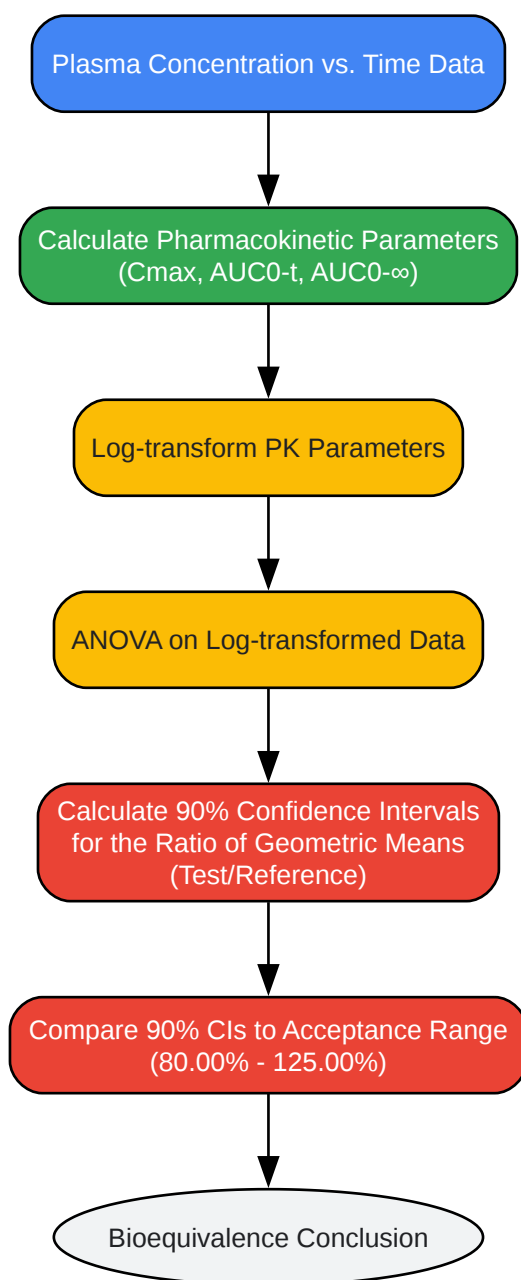 Plasma Concentration vs. Time Data
Calculate Pharmacokinetic Parameters
(Cmax, AUC0-t, AUC0-∞)
Log-transform PK Parameters
ANOVA on Log-transformed Data
Calculate 90% Confidence Intervals
for the Ratio of Geometric Means
(Test/Reference)
Compare 90% CIs to Acceptance Range
(80.00% - 125.00%)
Bioequivalence Conclusion